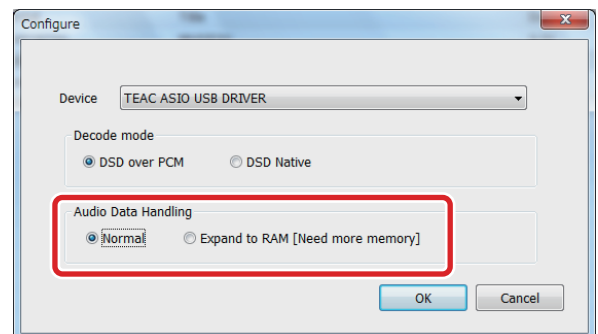 Configure
Device TEAC ASIO USB DRIVER
Decode mode
DSD over PCM DSD Native
Audio Data Handling
Normal Expand to RAM [Need more memory]
OK Cancel